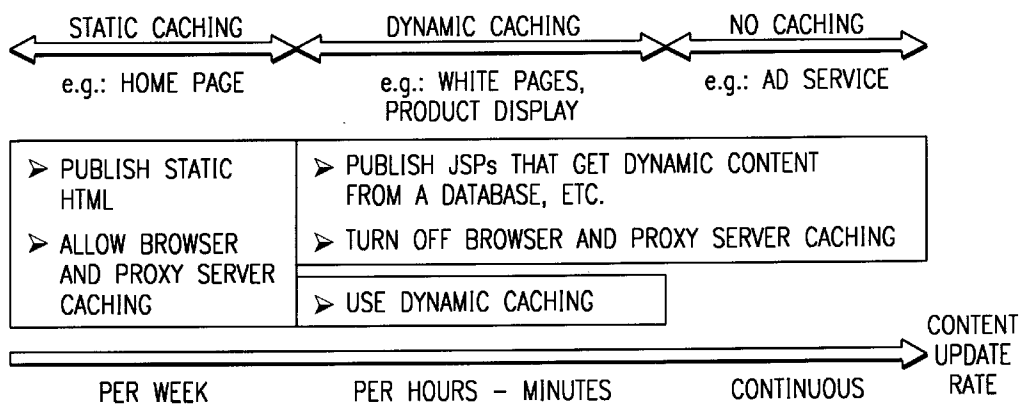 STATIC CACHING
DYNAMIC CACHING
NO CACHING
e.g.: HOME PAGE
e.g.: WHITE PAGES,
PRODUCT DISPLAY
e.g.: AD SERVICE
➢ PUBLISH STATIC
HTML
➢ ALLOW BROWSER
AND PROXY SERVER
CACHING
➢ PUBLISH JSPs THAT GET DYNAMIC CONTENT
FROM A DATABASE, ETC.
➢ TURN OFF BROWSER AND PROXY SERVER CACHING
➢ USE DYNAMIC CACHING
CONTENT
UPDATE
RATE
PER WEEK
PER HOURS – MINUTES
CONTINUOUS